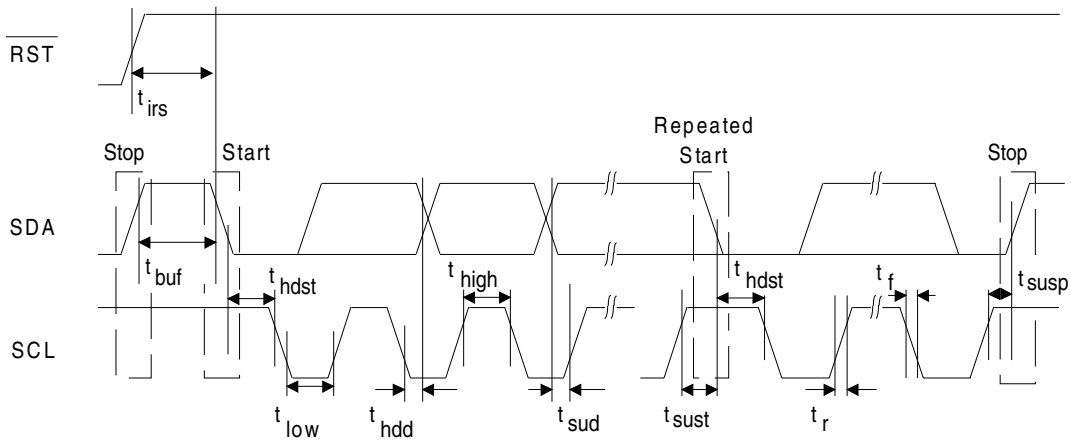 RST
t irs
Repeated
Stop Start Start Stop
SDA
t buf t hdst t high t hdst t f t susp
SCL
t low t hdd t sud t sust t r